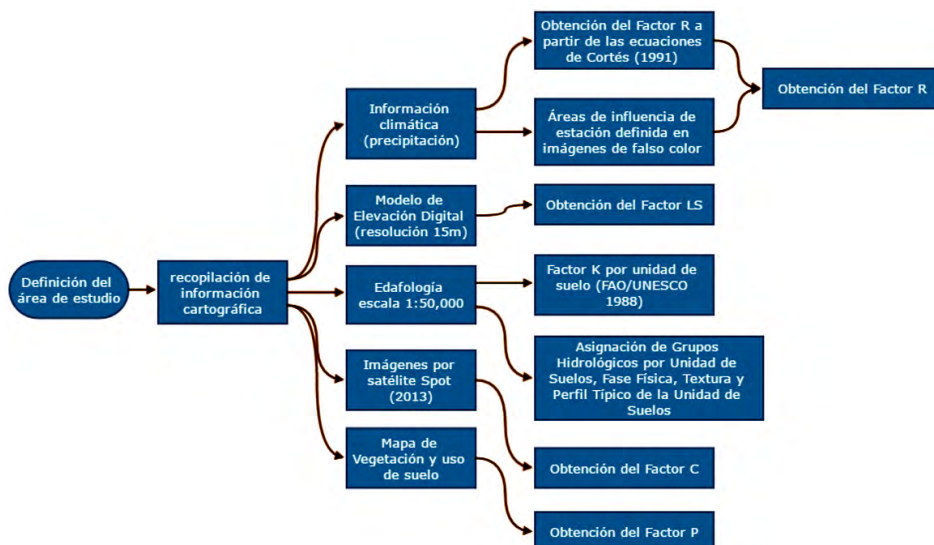 Definición del
área de estudio
recopilación de
información
cartográfica
Información
climática
(precipitación)
Modelo de
Elevación Digital
(resolución 15m)
Edafología
escala 1:50,000
Imágenes por
satélite Spot
(2013)
Mapa de
Vegetación y uso
de suelo
Obtención del Factor R a
partir de las ecuaciones
de Cortés (1991)
Áreas de influencia de
estación definida en
imágenes de falso color
Obtención del Factor LS
Factor K por unidad de
suelo (FAO/UNESCO
1988)
Asignación de Grupos
Hidrológicos por Unidad de
Suelos, Fase Física, Textura y
Perfil Típico de la Unidad de
Suelos
Obtención del Factor C
Obtención del Factor P
Obtención del Factor R